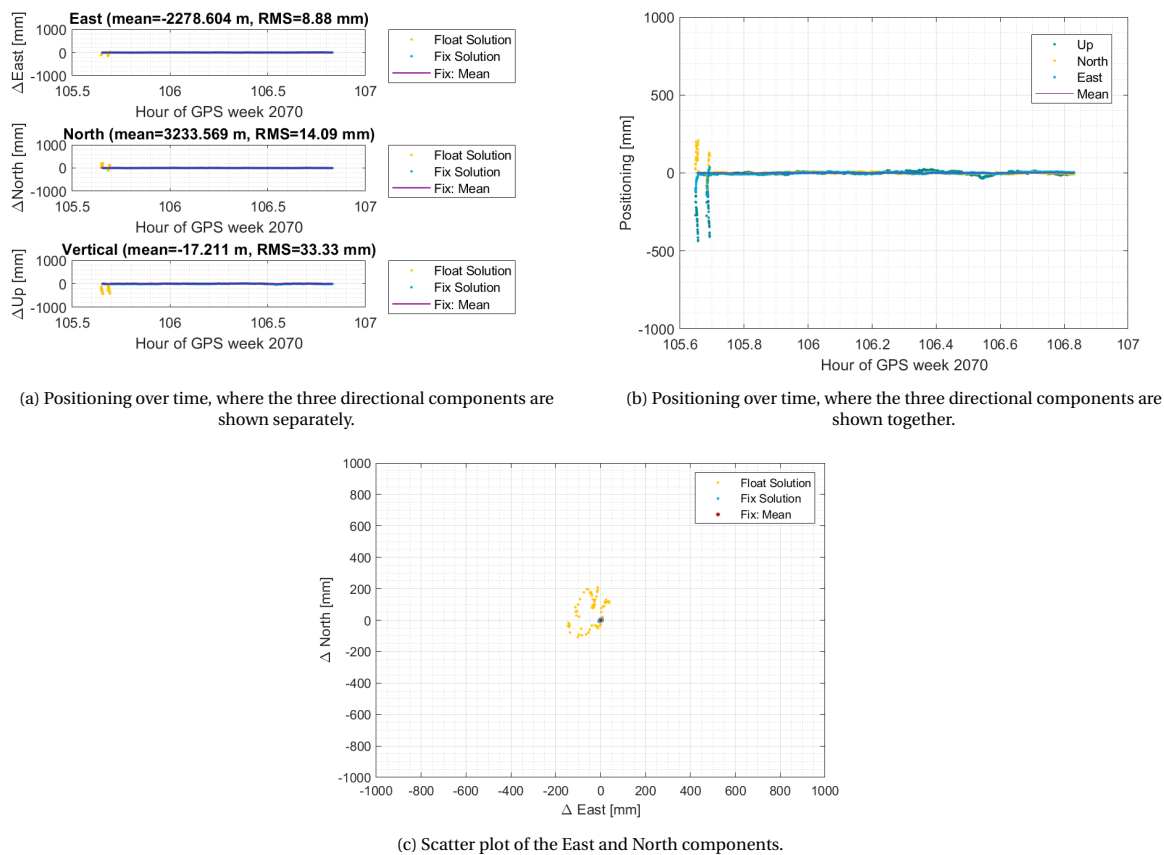 East (mean=-2278.604 m, RMS=8.88 mm)
1000
0
-1000
ΔEast [mm]
105.5 106 106.5 107
Hour of GPS week 2070
Float Solution
Fix Solution
Fix: Mean
North (mean=3233.569 m, RMS=14.09 mm)
1000
0
-1000
ΔNorth [mm]
105.5 106 106.5 107
Hour of GPS week 2070
Float Solution
Fix Solution
Fix: Mean
Vertical (mean=-17.211 m, RMS=33.33 mm)
1000
0
-1000
ΔUp [mm]
105.5 106 106.5 107
Hour of GPS week 2070
Float Solution
Fix Solution
Fix: Mean
(a) Positioning over time, where the three directional components are
shown separately.
1000
500
0
-500
-1000
Positioning [mm]
Up
North
East
Mean
105.6 105.8 106 106.2 106.4 106.6 106.8 107
Hour of GPS week 2070
(b) Positioning over time, where the three directional components are
shown together.
1000
800
600
400
200
0
-200
-400
-600
-800
-1000
Δ North [mm]
Float Solution
Fix Solution
Fix: Mean
-1000 -800 -600 -400 -200 0 200 400 600 800 1000
Δ East [mm]
(c) Scatter plot of the East and North components.